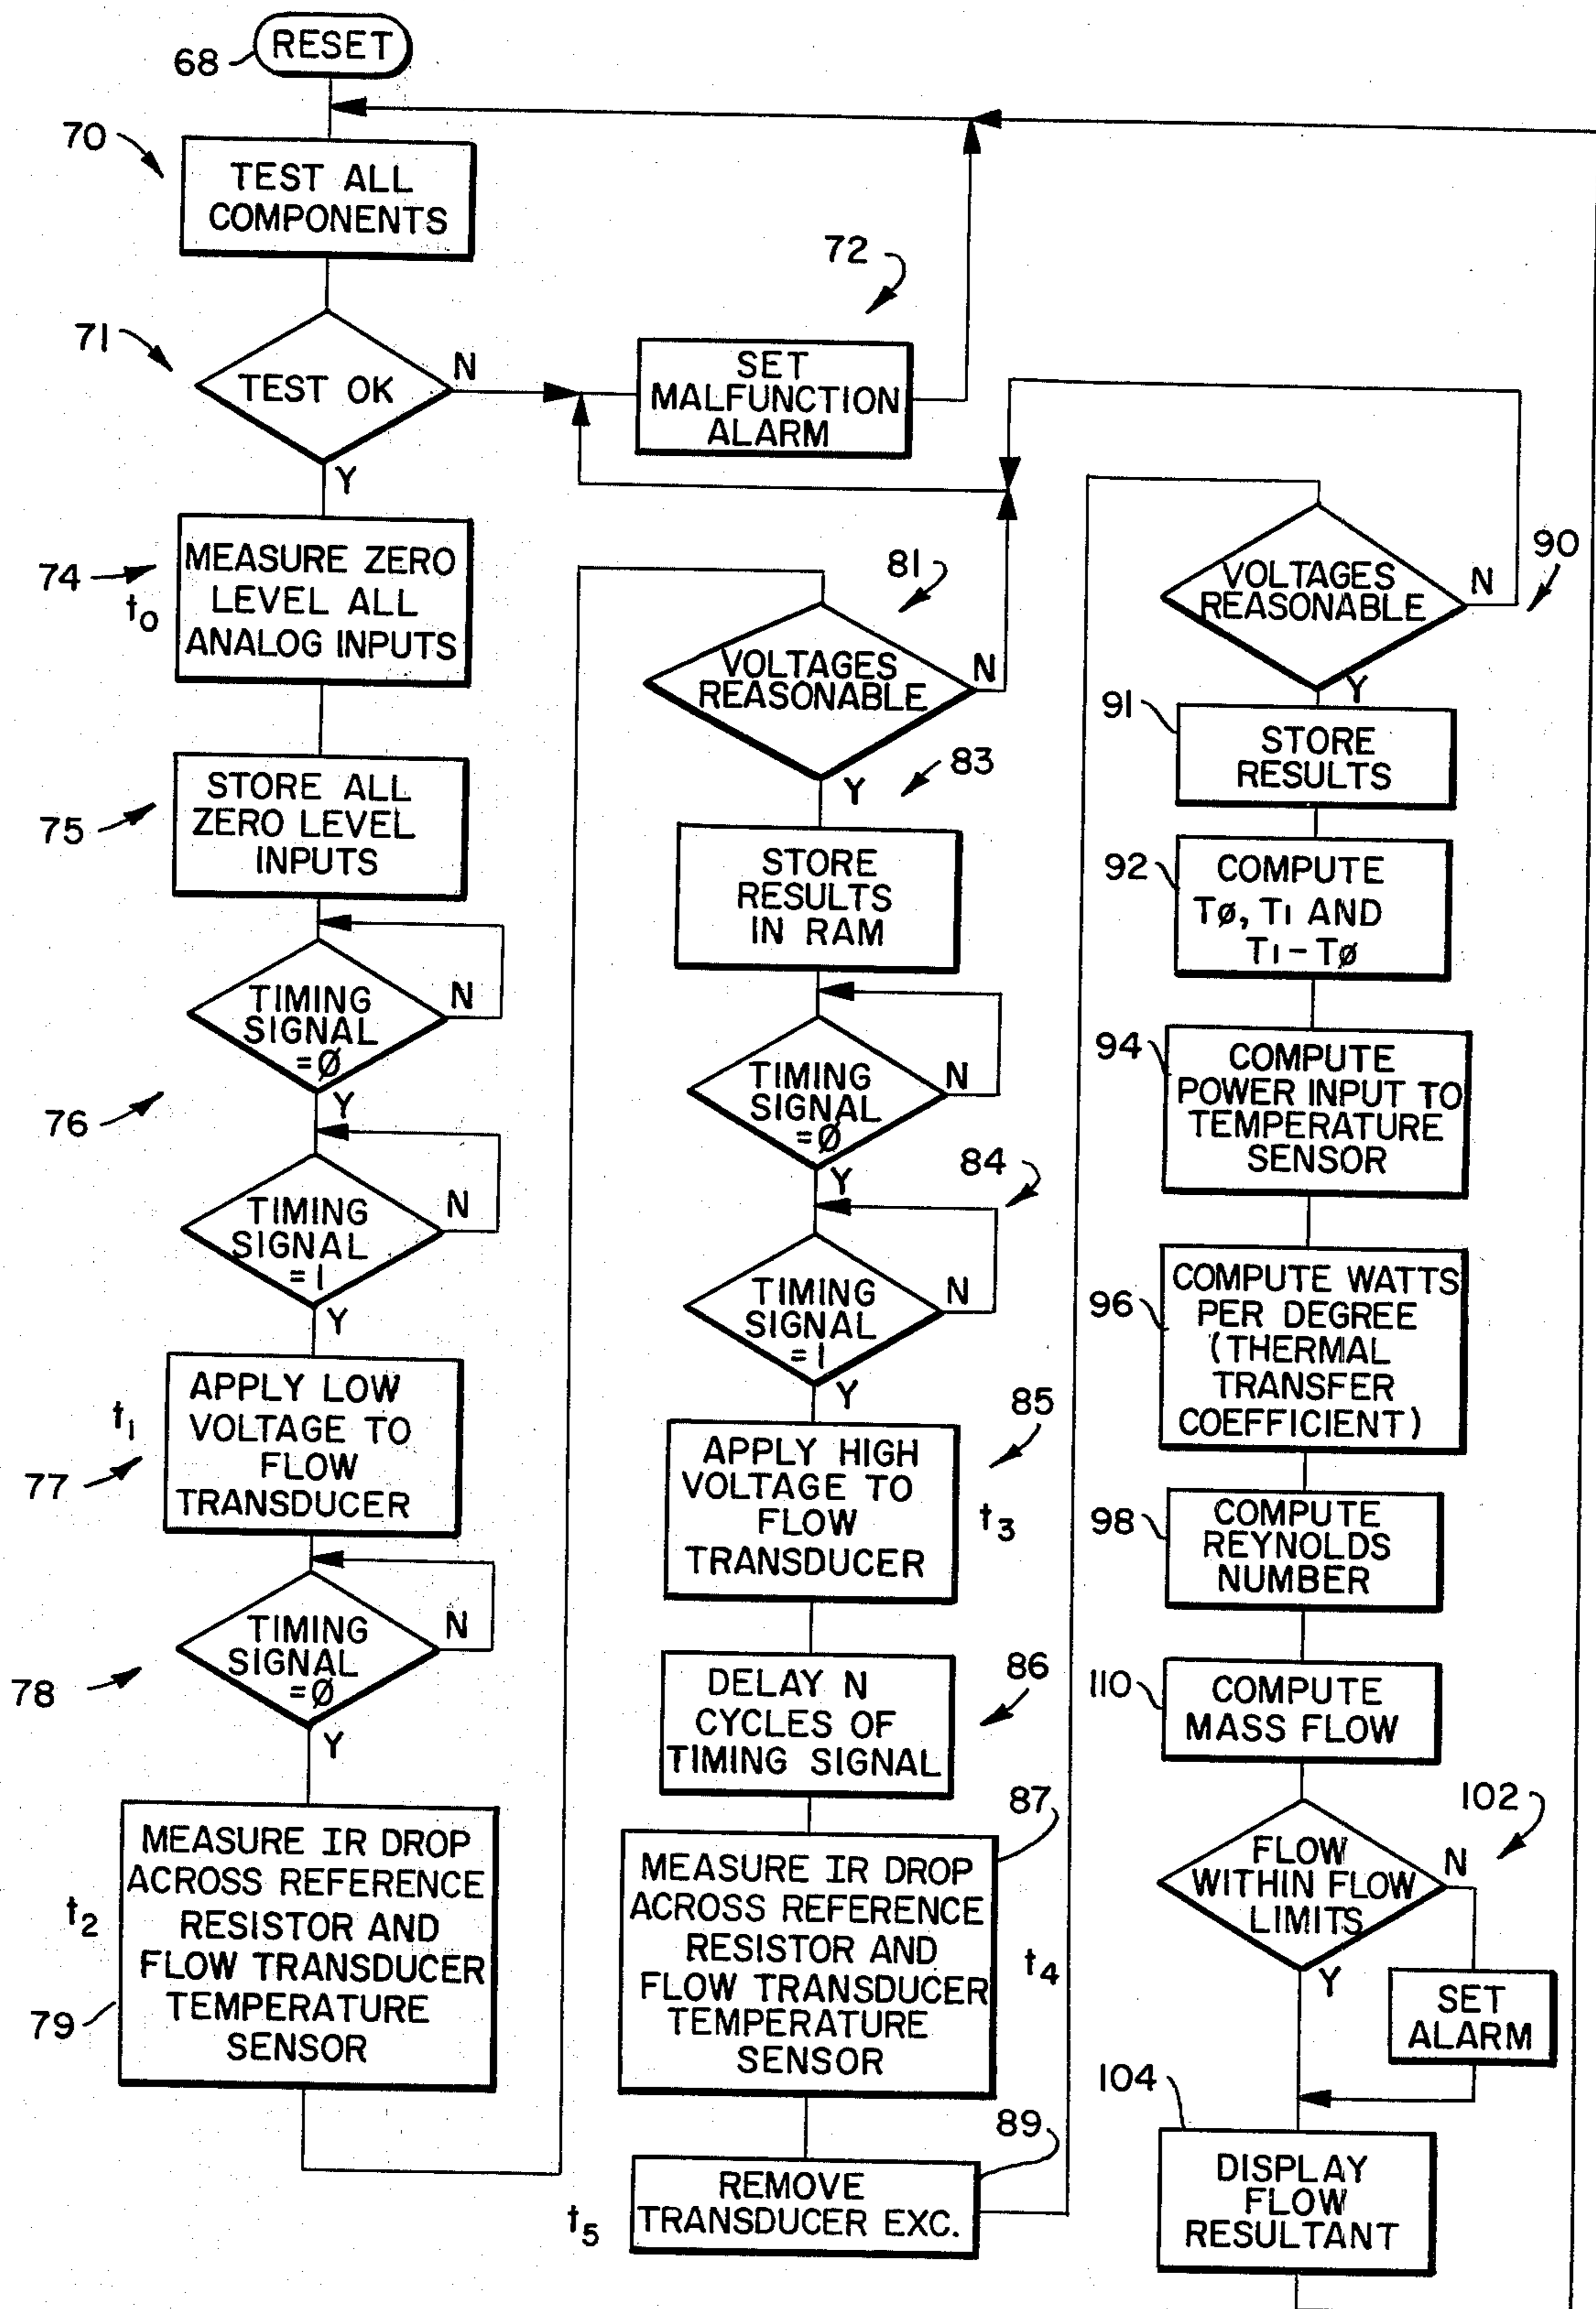 RESET
68
70
TEST ALL
COMPONENTS
72
71
TEST OK
N
Y
SET
MALFUNCTION
ALARM
74
t0
MEASURE ZERO
LEVEL ALL
ANALOG INPUTS
75
STORE ALL
ZERO LEVEL
INPUTS
TIMING
SIGNAL
=Ø
N
Y
76
TIMING
SIGNAL
=1
N
Y
t1
77
APPLY LOW
VOLTAGE TO
FLOW
TRANSDUCER
78
TIMING
SIGNAL
=Ø
N
Y
t2
79
MEASURE IR DROP
ACROSS REFERENCE
RESISTOR AND
FLOW TRANSDUCER
TEMPERATURE
SENSOR
81
VOLTAGES
REASONABLE
N
Y
83
STORE
RESULTS
IN RAM
TIMING
SIGNAL
=Ø
N
Y
84
TIMING
SIGNAL
=1
N
Y
85
APPLY HIGH
VOLTAGE TO
FLOW
TRANSDUCER
t3
86
DELAY N
CYCLES OF
TIMING SIGNAL
87
MEASURE IR DROP
ACROSS REFERENCE
RESISTOR AND
FLOW TRANSDUCER
TEMPERATURE
SENSOR
t4
89
REMOVE
TRANSDUCER EXC.
t5
90
VOLTAGES
REASONABLE
N
Y
91
STORE
RESULTS
92
COMPUTE
TØ, T1 AND
T1-TØ
94
COMPUTE
POWER INPUT TO
TEMPERATURE
SENSOR
96
COMPUTE WATTS
PER DEGREE
(THERMAL
TRANSFER
COEFFICIENT)
98
COMPUTE
REYNOLDS
NUMBER
110
COMPUTE
MASS FLOW
102
FLOW
WITHIN FLOW
LIMITS
N
Y
SET
ALARM
104
DISPLAY
FLOW
RESULTANT